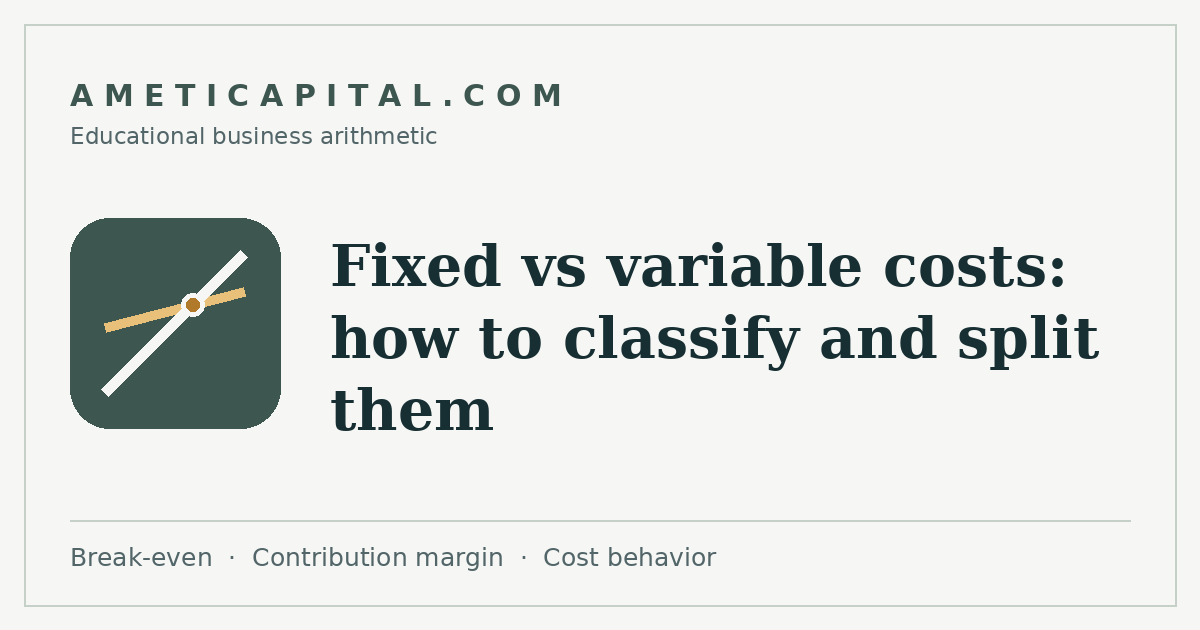 AMETICAPITAL.COM
Educational business arithmetic
Fixed vs variable costs:
how to classify and split
them
Break-even · Contribution margin · Cost behavior